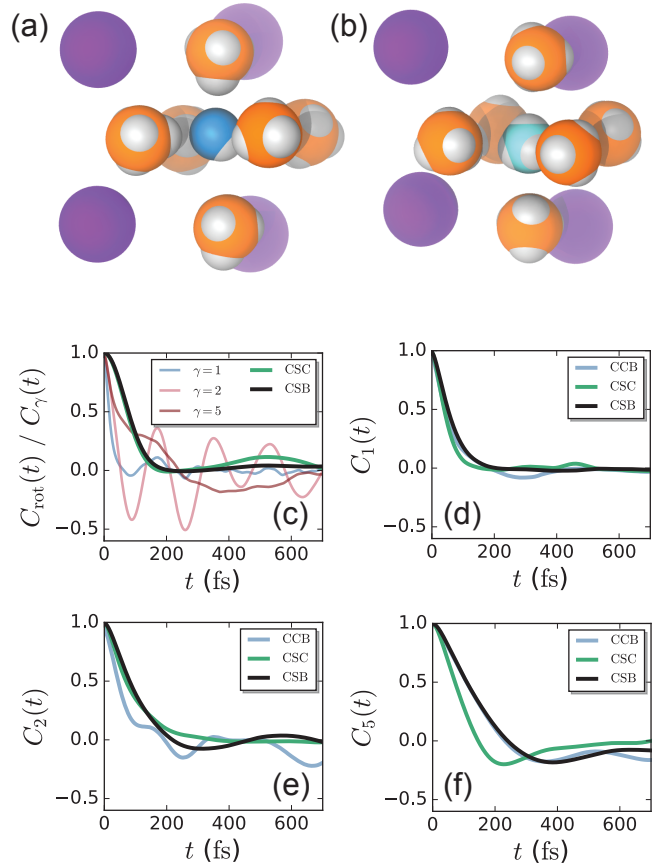 (a)
(b)
1.0
0.5
0.0
−0.5
C_rot(t) / C_γ(t)
γ = 1
γ = 2
γ = 5
CSC
CSB
(c)
0 200 400 600
t (fs)
1.0
0.5
0.0
−0.5
C_1(t)
CCB
CSC
CSB
(d)
0 200 400 600
t (fs)
1.0
0.5
0.0
−0.5
C_2(t)
CCB
CSC
CSB
(e)
0 200 400 600
t (fs)
1.0
0.5
0.0
−0.5
C_5(t)
CCB
CSC
CSB
(f)
0 200 400 600
t (fs)